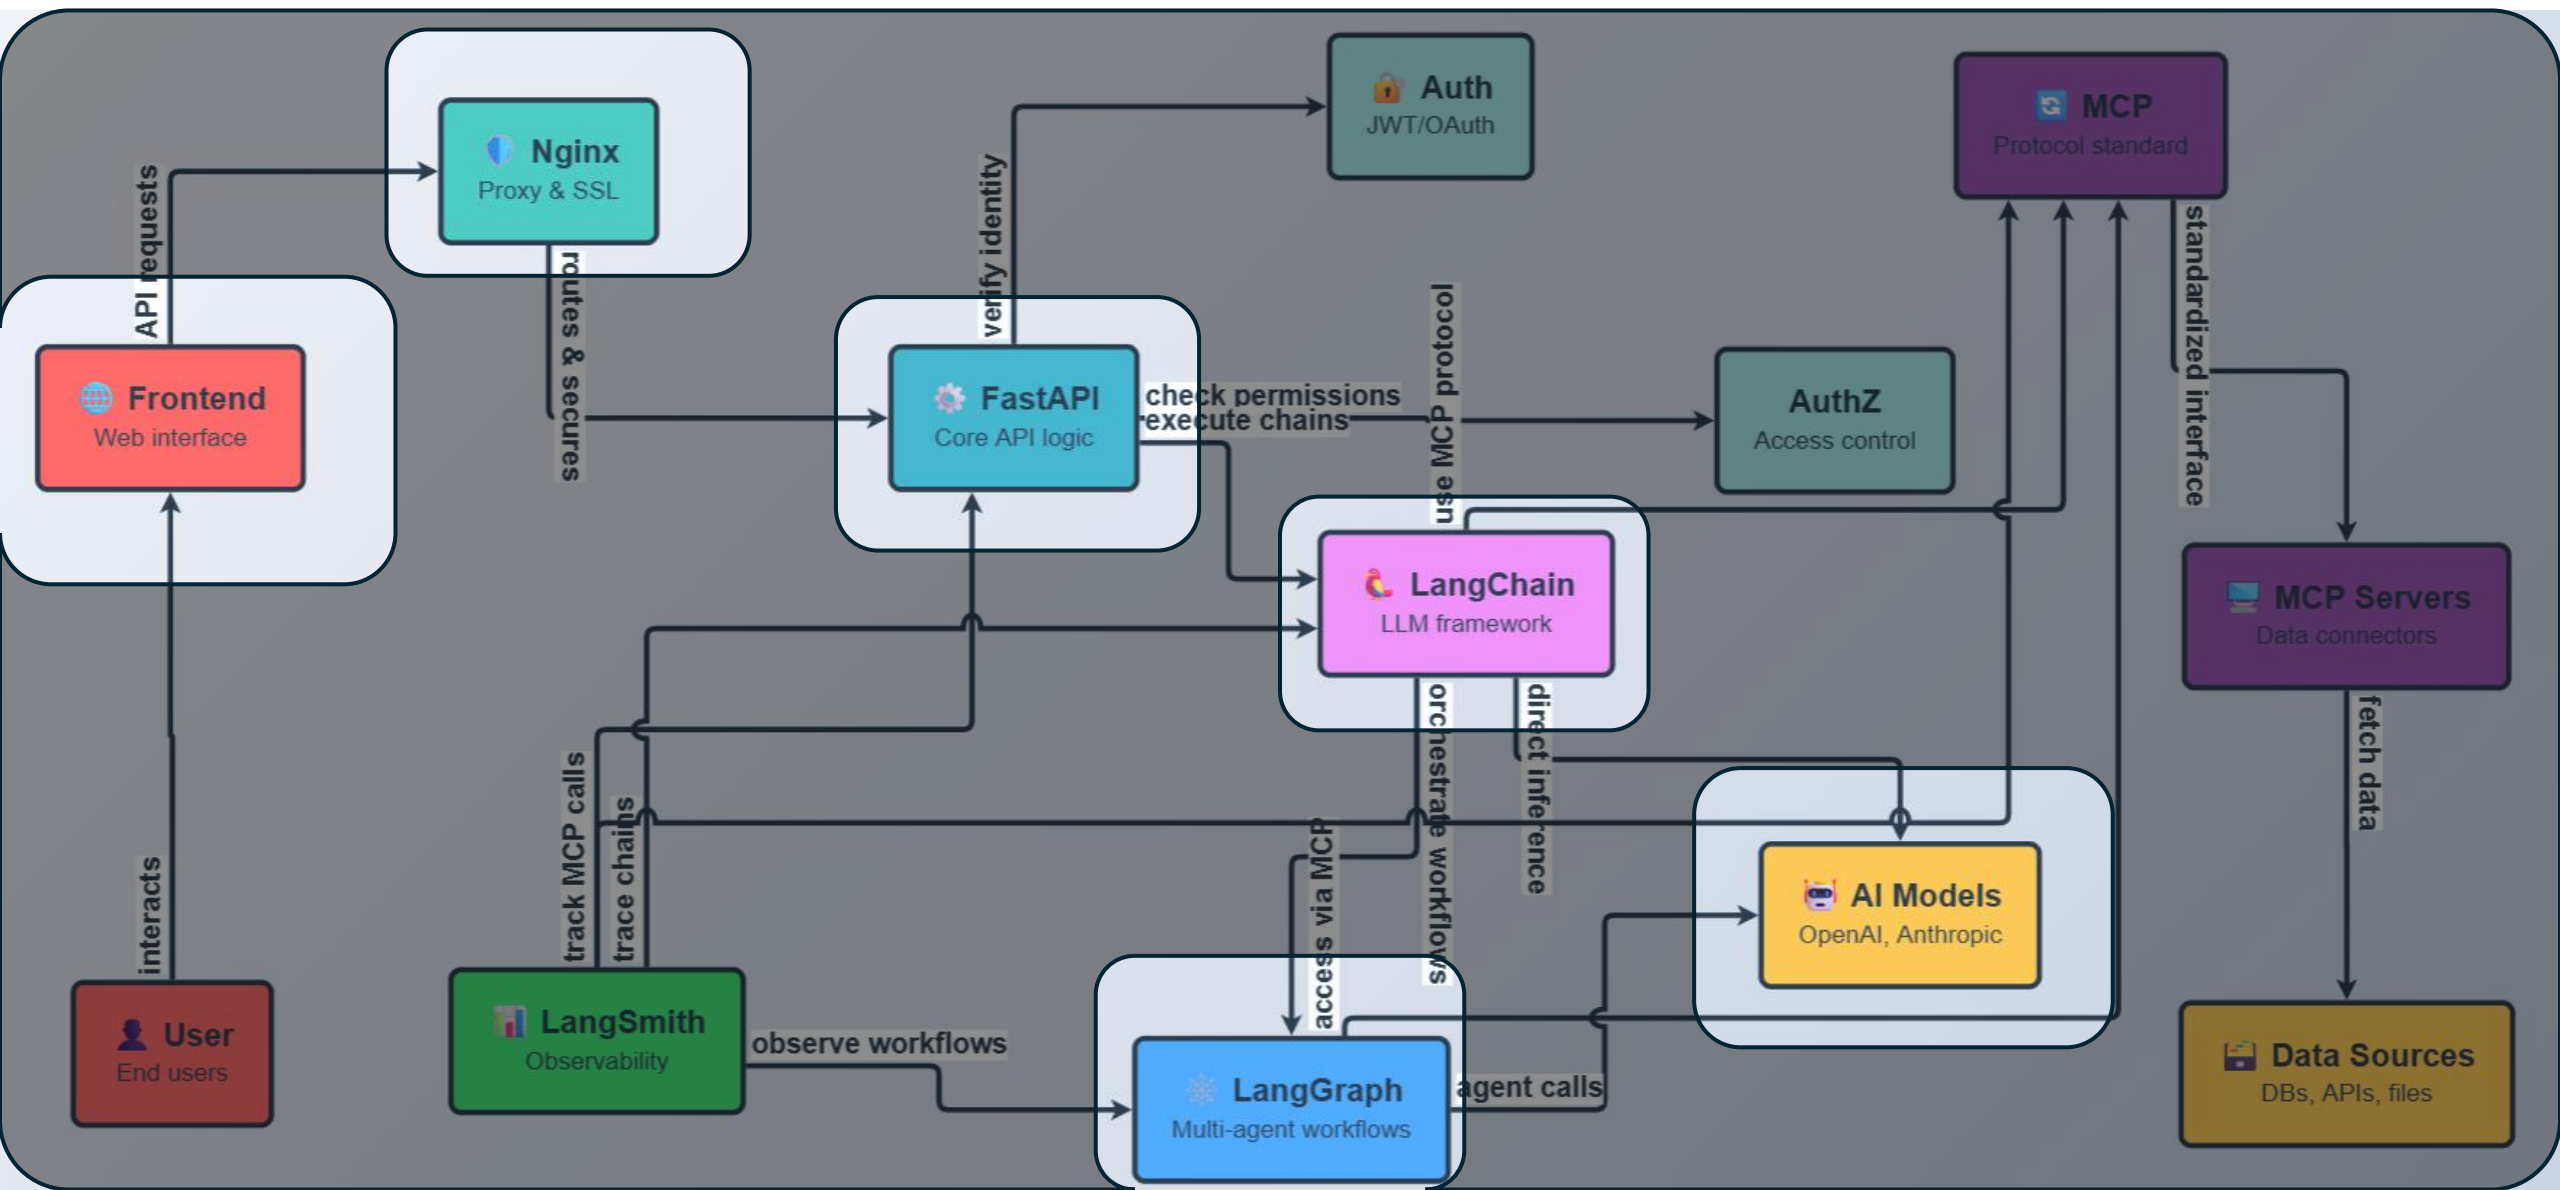 Auth
JWT/OAuth
MCP
Protocol standard
Nginx
Proxy & SSL
API requests
routes & secures
verify identity
use MCP protocol
standardized interface
Frontend
Web interface
FastAPI
Core API logic
check permissions
execute chains
AuthZ
Access control
LangChain
LLM framework
MCP Servers
Data connectors
orchestrate workflows
direct inference
fetch data
track MCP calls
trace chains
access via MCP
interacts
AI Models
OpenAI, Anthropic
User
End users
LangSmith
Observability
observe workflows
LangGraph
Multi-agent workflows
agent calls
Data Sources
DBs, APIs, files